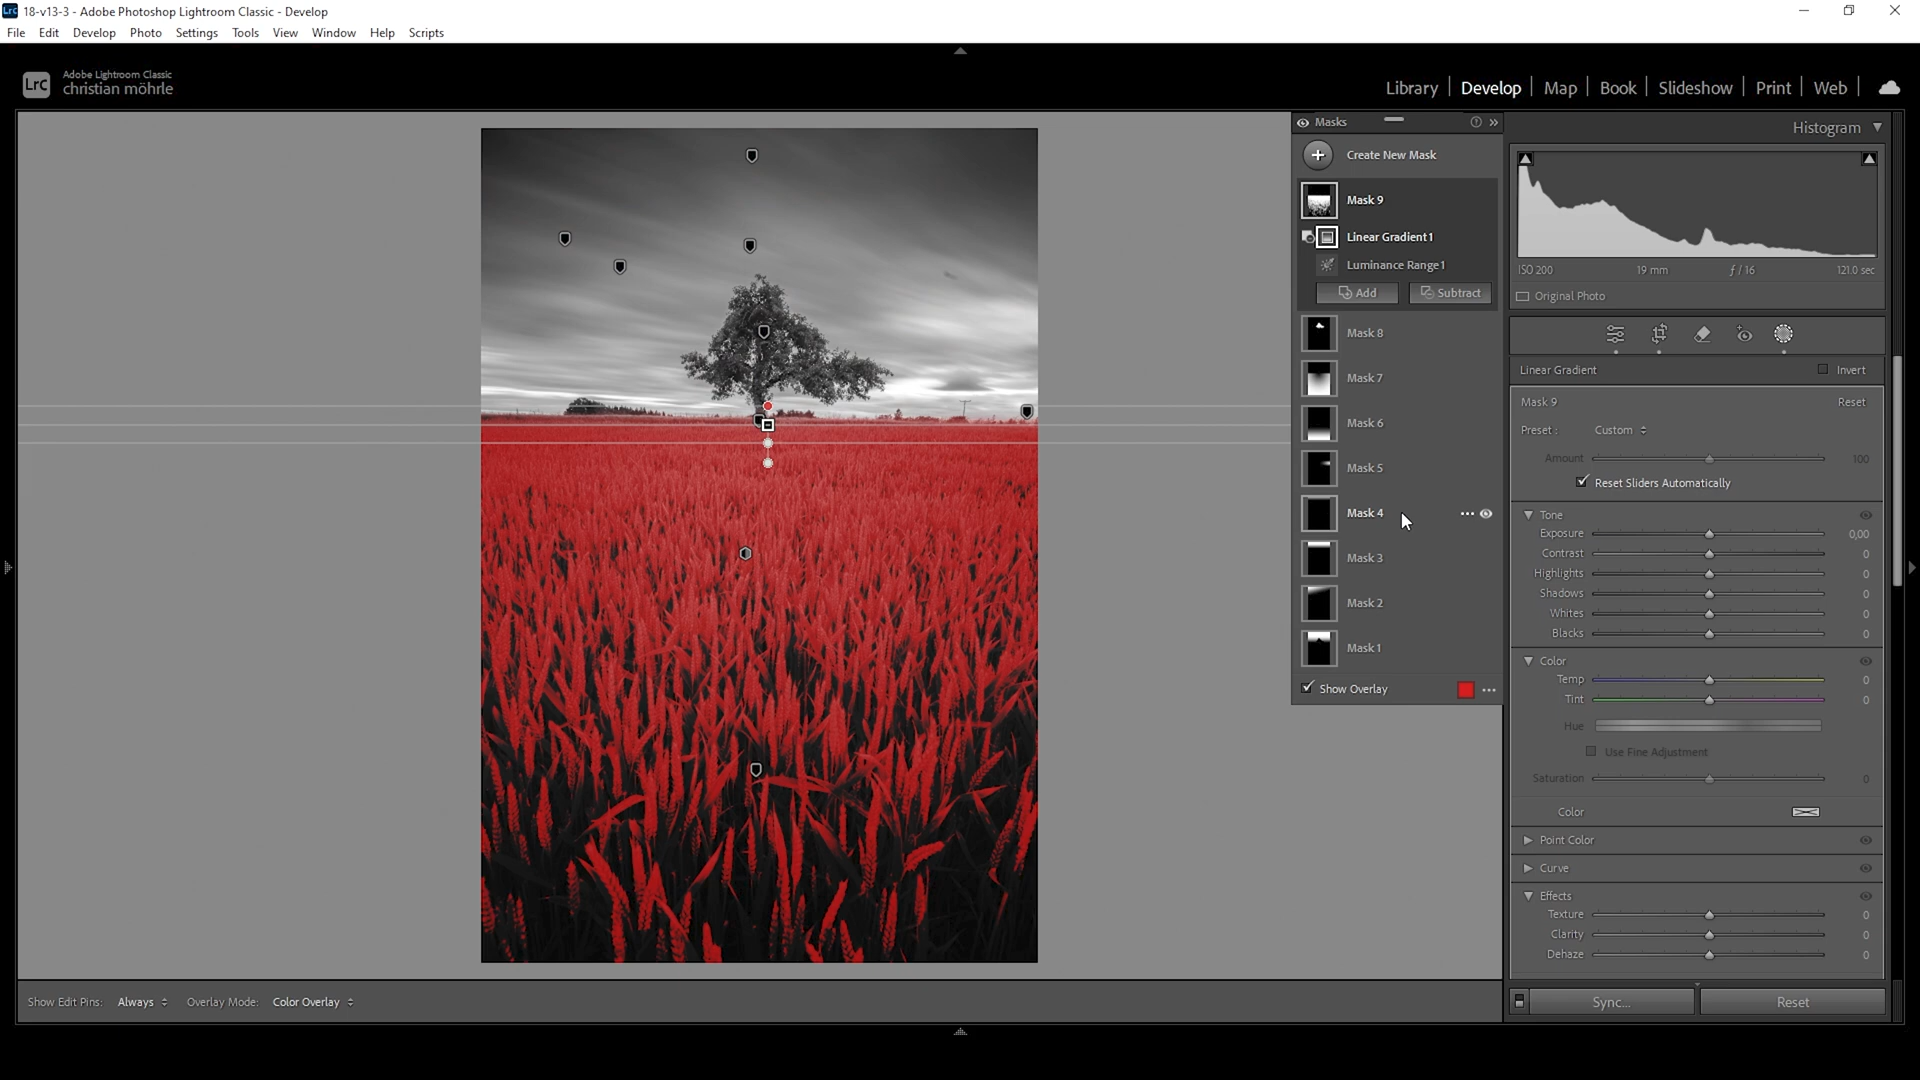 18-v13-3 - Adobe Photoshop Lightroom Classic - Develop
File Edit Develop Photo Settings Tools View Window Help Scripts
Lrc
Adobe Lightroom Classic
christian möhrle
Library Develop Map Book Slideshow Print Web
Masks
Create New Mask
Mask 9
Linear Gradient 1
Luminance Range 1
Add Subtract
Mask 8
Mask 7
Mask 6
Mask 5
Mask 4
Mask 3
Mask 2
Mask 1
Show Overlay
Histogram
ISO 200 19 mm ƒ / 16 121.0 sec
Original Photo
Linear Gradient Invert
Mask 9 Reset
Preset : Custom
Amount 100
Reset Sliders Automatically
Tone
Exposure 0,00
Contrast 0
Highlights 0
Shadows 0
Whites 0
Blacks 0
Color
Temp 0
Tint 0
Hue
Use Fine Adjustment
Saturation 0
Color
Point Color
Curve
Effects
Texture 0
Clarity 0
Dehaze 0
Show Edit Pins: Always Overlay Mode: Color Overlay
Sync... Reset